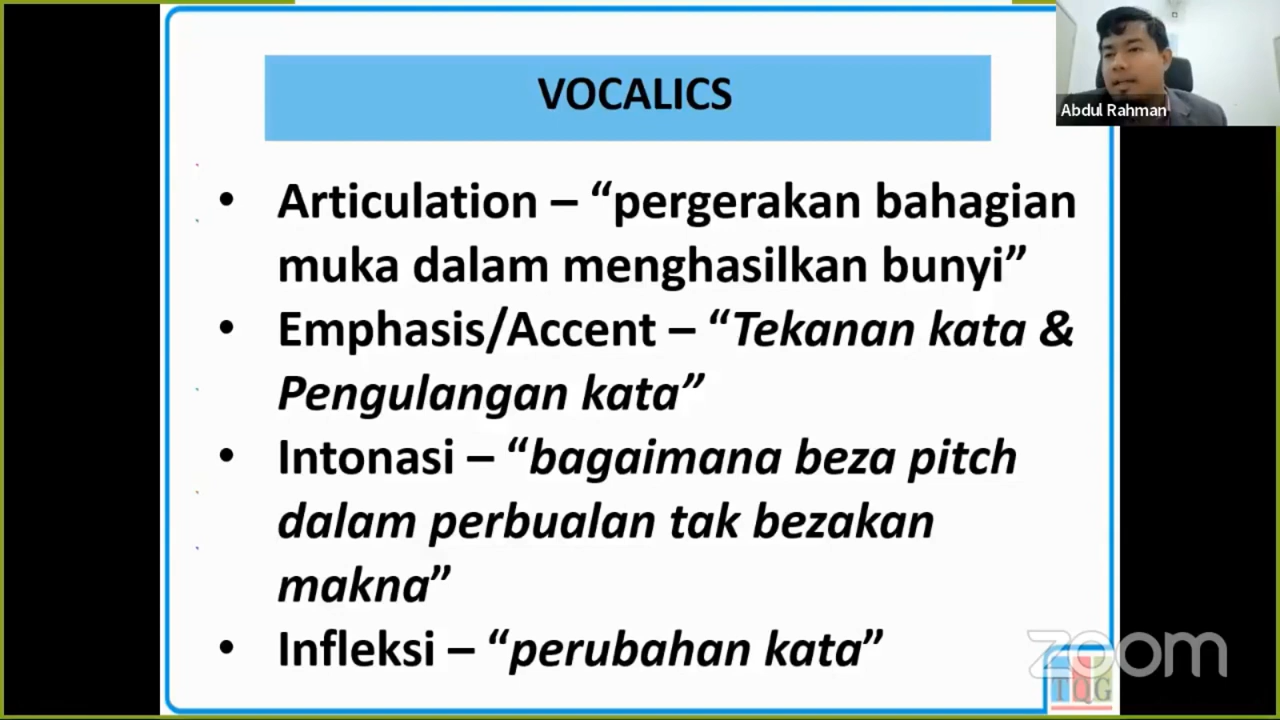 VOCALICS
Abdul Rahman
• Articulation – “pergerakan bahagian
muka dalam menghasilkan bunyi”
• Emphasis/Accent – “Tekanan kata &
Pengulangan kata”
• Intonasi – “bagaimana beza pitch
dalam perbualan tak bezakan
makna”
• Infleksi – “perubahan kata”
zoom
TQG